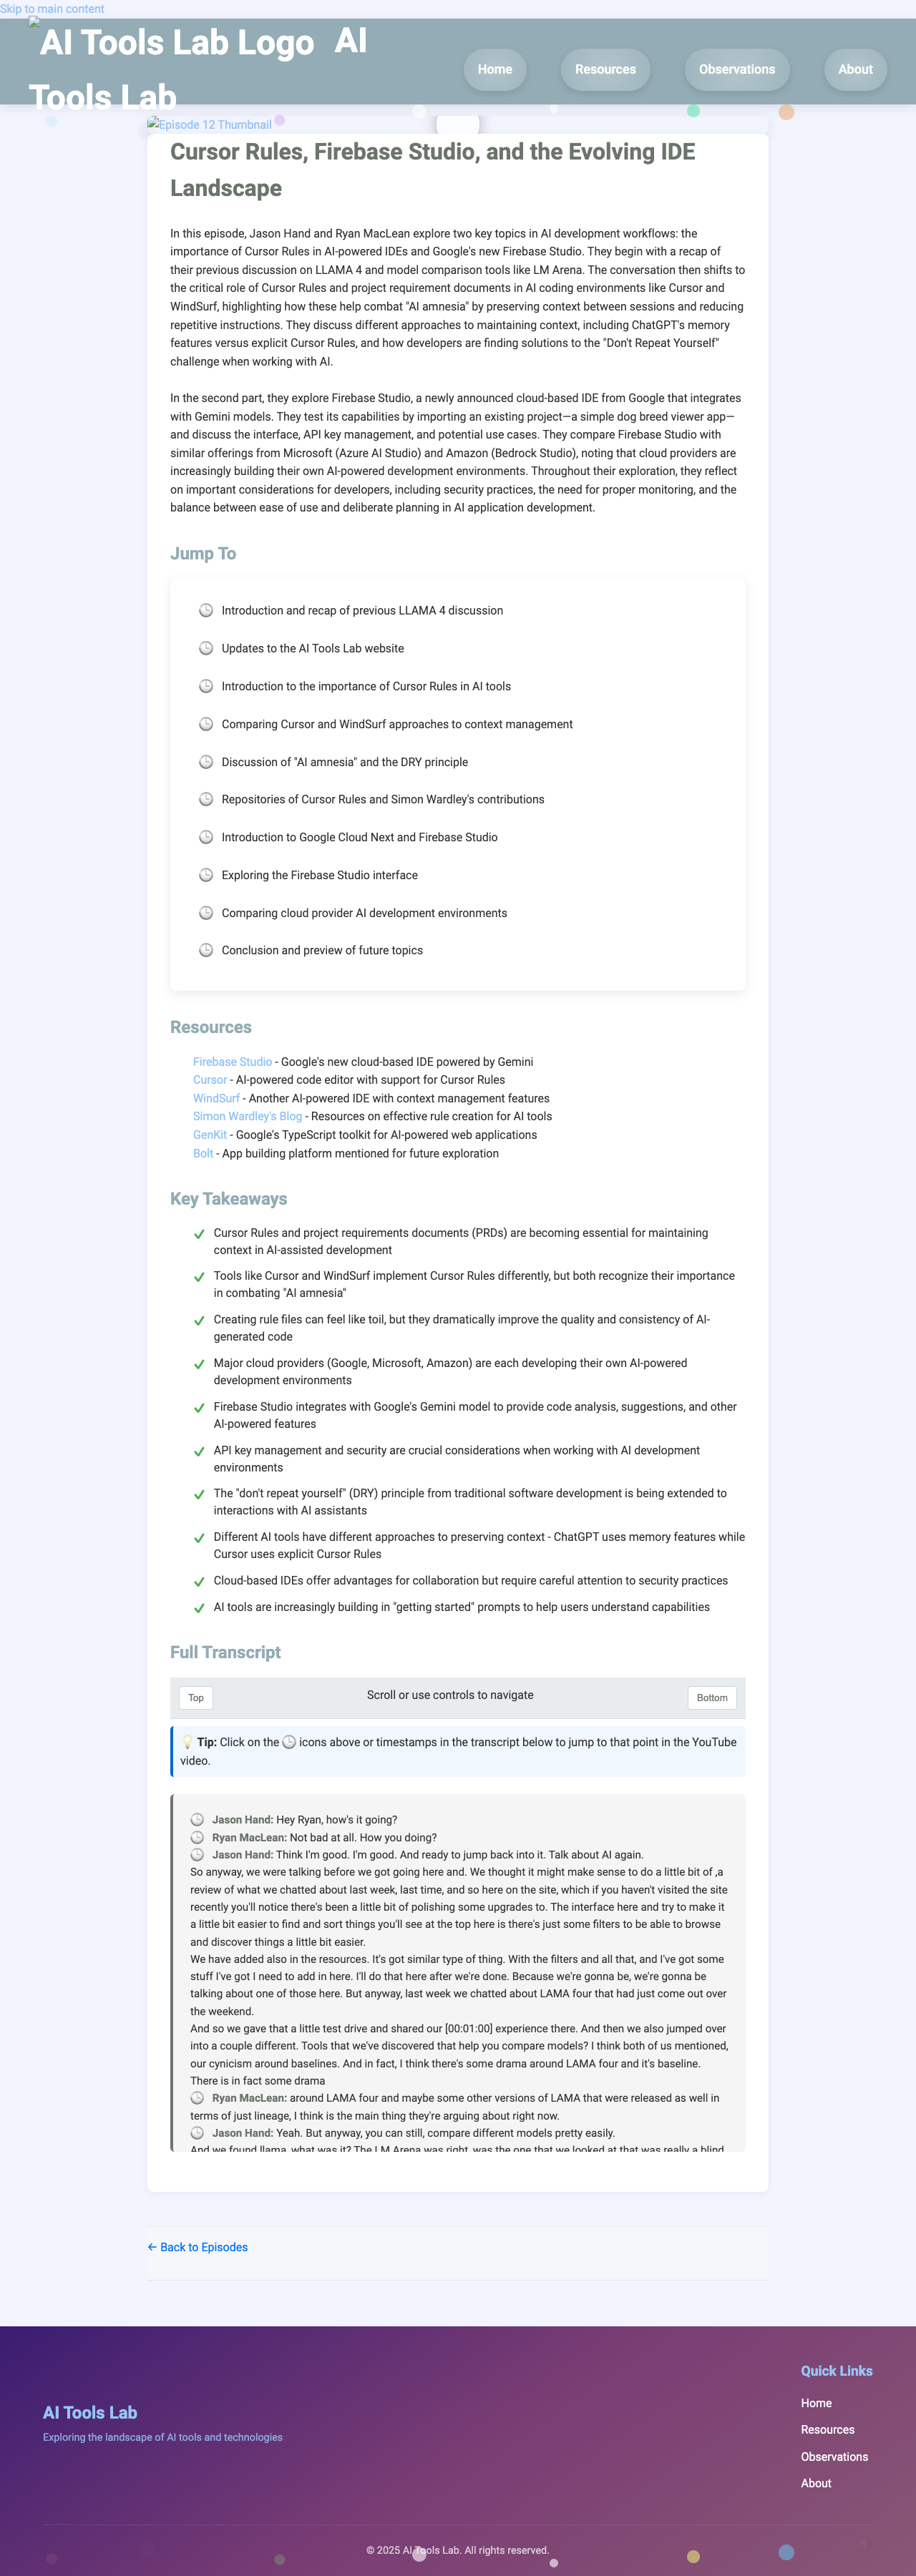 Skip to main content
AI Tools Lab Logo AI
Tools Lab
Home
Resources
Observations
About
Episode 12 Thumbnail
Cursor Rules, Firebase Studio, and the Evolving IDE
Landscape
In this episode, Jason Hand and Ryan MacLean explore two key topics in AI development workflows: the
importance of Cursor Rules in AI-powered IDEs and Google's new Firebase Studio. They begin with a recap of
their previous discussion on LLAMA 4 and model comparison tools like LM Arena. The conversation then shifts to
the critical role of Cursor Rules and project requirement documents in AI coding environments like Cursor and
WindSurf, highlighting how these help combat "AI amnesia" by preserving context between sessions and reducing
repetitive instructions. They discuss different approaches to maintaining context, including ChatGPT's memory
features versus explicit Cursor Rules, and how developers are finding solutions to the "Don't Repeat Yourself"
challenge when working with AI.
In the second part, they explore Firebase Studio, a newly announced cloud-based IDE from Google that integrates
with Gemini models. They test its capabilities by importing an existing project—a simple dog breed viewer app—
and discuss the interface, API key management, and potential use cases. They compare Firebase Studio with
similar offerings from Microsoft (Azure AI Studio) and Amazon (Bedrock Studio), noting that cloud providers are
increasingly building their own AI-powered development environments. Throughout their exploration, they reflect
on important considerations for developers, including security practices, the need for proper monitoring, and the
balance between ease of use and deliberate planning in AI application development.
Jump To
🕒 Introduction and recap of previous LLAMA 4 discussion
🕒 Updates to the AI Tools Lab website
🕒 Introduction to the importance of Cursor Rules in AI tools
🕒 Comparing Cursor and WindSurf approaches to context management
🕒 Discussion of "AI amnesia" and the DRY principle
🕒 Repositories of Cursor Rules and Simon Wardley's contributions
🕒 Introduction to Google Cloud Next and Firebase Studio
🕒 Exploring the Firebase Studio interface
🕒 Comparing cloud provider AI development environments
🕒 Conclusion and preview of future topics
Resources
Firebase Studio - Google's new cloud-based IDE powered by Gemini
Cursor - AI-powered code editor with support for Cursor Rules
WindSurf - Another AI-powered IDE with context management features
Simon Wardley's Blog - Resources on effective rule creation for AI tools
GenKit - Google's TypeScript toolkit for AI-powered web applications
Bolt - App building platform mentioned for future exploration
Key Takeaways
✓ Cursor Rules and project requirements documents (PRDs) are becoming essential for maintaining
context in AI-assisted development
✓ Tools like Cursor and WindSurf implement Cursor Rules differently, but both recognize their importance
in combating "AI amnesia"
✓ Creating rule files can feel like toil, but they dramatically improve the quality and consistency of AI-
generated code
✓ Major cloud providers (Google, Microsoft, Amazon) are each developing their own AI-powered
development environments
✓ Firebase Studio integrates with Google's Gemini model to provide code analysis, suggestions, and other
AI-powered features
✓ API key management and security are crucial considerations when working with AI development
environments
✓ The "don't repeat yourself" (DRY) principle from traditional software development is being extended to
interactions with AI assistants
✓ Different AI tools have different approaches to preserving context - ChatGPT uses memory features while
Cursor uses explicit Cursor Rules
✓ Cloud-based IDEs offer advantages for collaboration but require careful attention to security practices
✓ AI tools are increasingly building in "getting started" prompts to help users understand capabilities
Full Transcript
Top
Scroll or use controls to navigate
Bottom
💡 Tip: Click on the 🕒 icons above or timestamps in the transcript below to jump to that point in the YouTube
video.
🕒 Jason Hand: Hey Ryan, how's it going?
🕒 Ryan MacLean: Not bad at all. How you doing?
🕒 Jason Hand: Think I'm good. I'm good. And ready to jump back into it. Talk about AI again.
So anyway, we were talking before we got going here and. We thought it might make sense to do a little bit of ,a
review of what we chatted about last week, last time, and so here on the site, which if you haven't visited the site
recently you'll notice there's been a little bit of polishing some upgrades to. The interface here and try to make it
a little bit easier to find and sort things you'll see at the top here is there's just some filters to be able to browse
and discover things a little bit easier.
We have added also in the resources. It's got similar type of thing. With the filters and all that, and I've got some
stuff I've got I need to add in here. I'll do that here after we're done. Because we're gonna be, we're gonna be
talking about one of those here. But anyway, last week we chatted about LAMA four that had just come out over
the weekend.
And so we gave that a little test drive and shared our [00:01:00] experience there. And then we also jumped over
into a couple different. Tools that we've discovered that help you compare models? I think both of us mentioned,
our cynicism around baselines. And in fact, I think there's some drama around LAMA four and it's baseline.
There is in fact some drama
🕒 Ryan MacLean: around LAMA four and maybe some other versions of LAMA that were released as well in
terms of just lineage, I think is the main thing they're arguing about right now.
🕒 Jason Hand: Yeah. But anyway, you can still, compare different models pretty easily.
And we found llama, what was it? The LM Arena was right, was the one that we looked at that was really a blind
← Back to Episodes
AI Tools Lab
Exploring the landscape of AI tools and technologies
Quick Links
Home
Resources
Observations
About
© 2025 AI Tools Lab. All rights reserved.